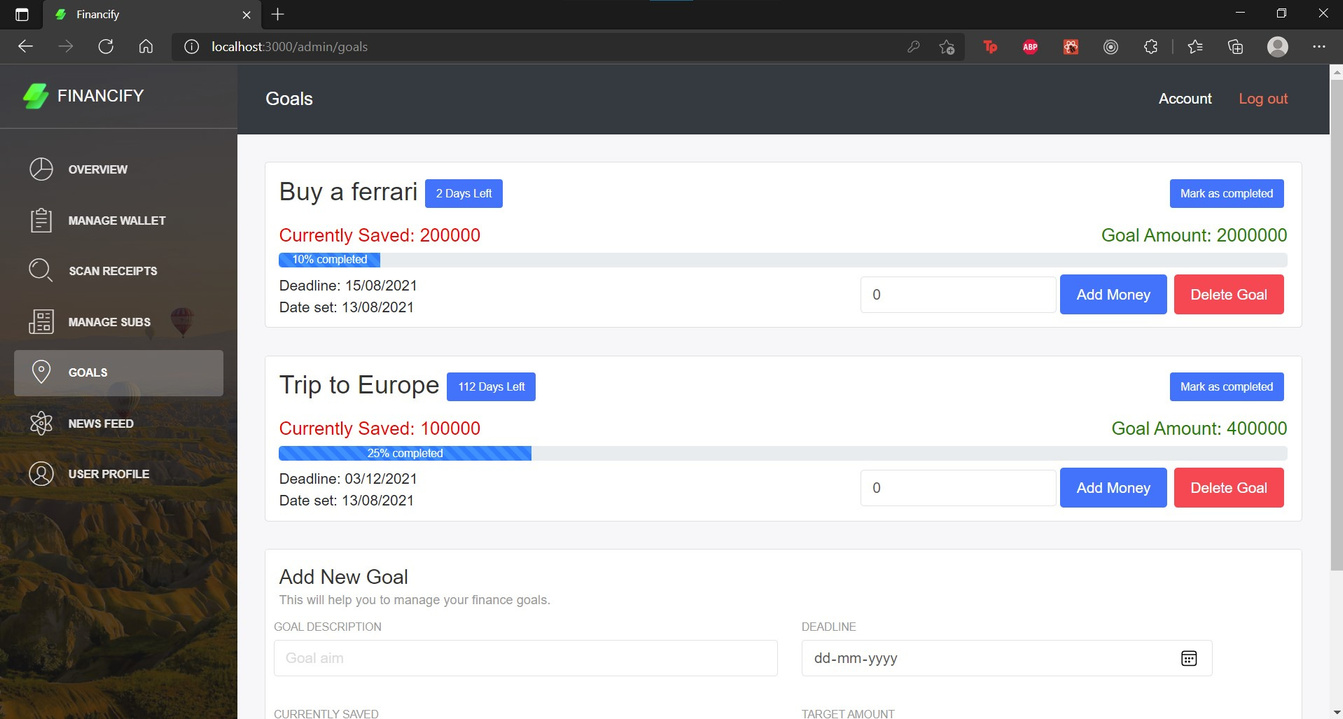 Financify
localhost:3000/admin/goals
ABP
FINANCIFY
Goals
Account
Log out
OVERVIEW
MANAGE WALLET
SCAN RECEIPTS
MANAGE SUBS
GOALS
NEWS FEED
USER PROFILE
Buy a ferrari 2 Days Left Mark as completed
Currently Saved: 200000 Goal Amount: 2000000
10% completed
Deadline: 15/08/2021
Date set: 13/08/2021
0 Add Money Delete Goal
Trip to Europe 112 Days Left Mark as completed
Currently Saved: 100000 Goal Amount: 400000
25% completed
Deadline: 03/12/2021
Date set: 13/08/2021
0 Add Money Delete Goal
Add New Goal
This will help you to manage your finance goals.
GOAL DESCRIPTION DEADLINE
Goal aim dd-mm-yyyy
CURRENTLY SAVED TARGET AMOUNT